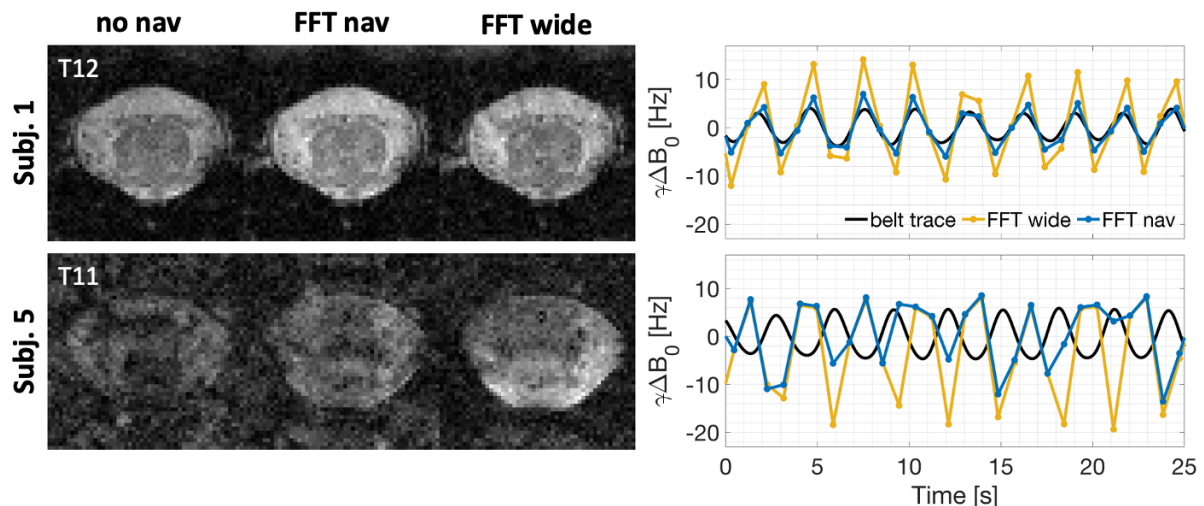 no nav FFT nav FFT wide
Subj. 1
T12
γΔB0 [Hz]
10
0
-10
-20
belt trace FFT wide FFT nav
Subj. 5
T11
γΔB0 [Hz]
10
0
-10
-20
0 5 10 15 20 25
Time [s]